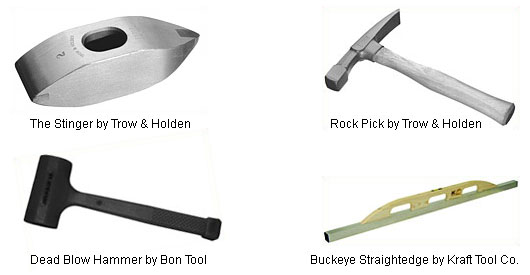 The Stinger by Trow & Holden
Rock Pick by Trow & Holden
Dead Blow Hammer by Bon Tool
Buckeye Straightedge by Kraft Tool Co.